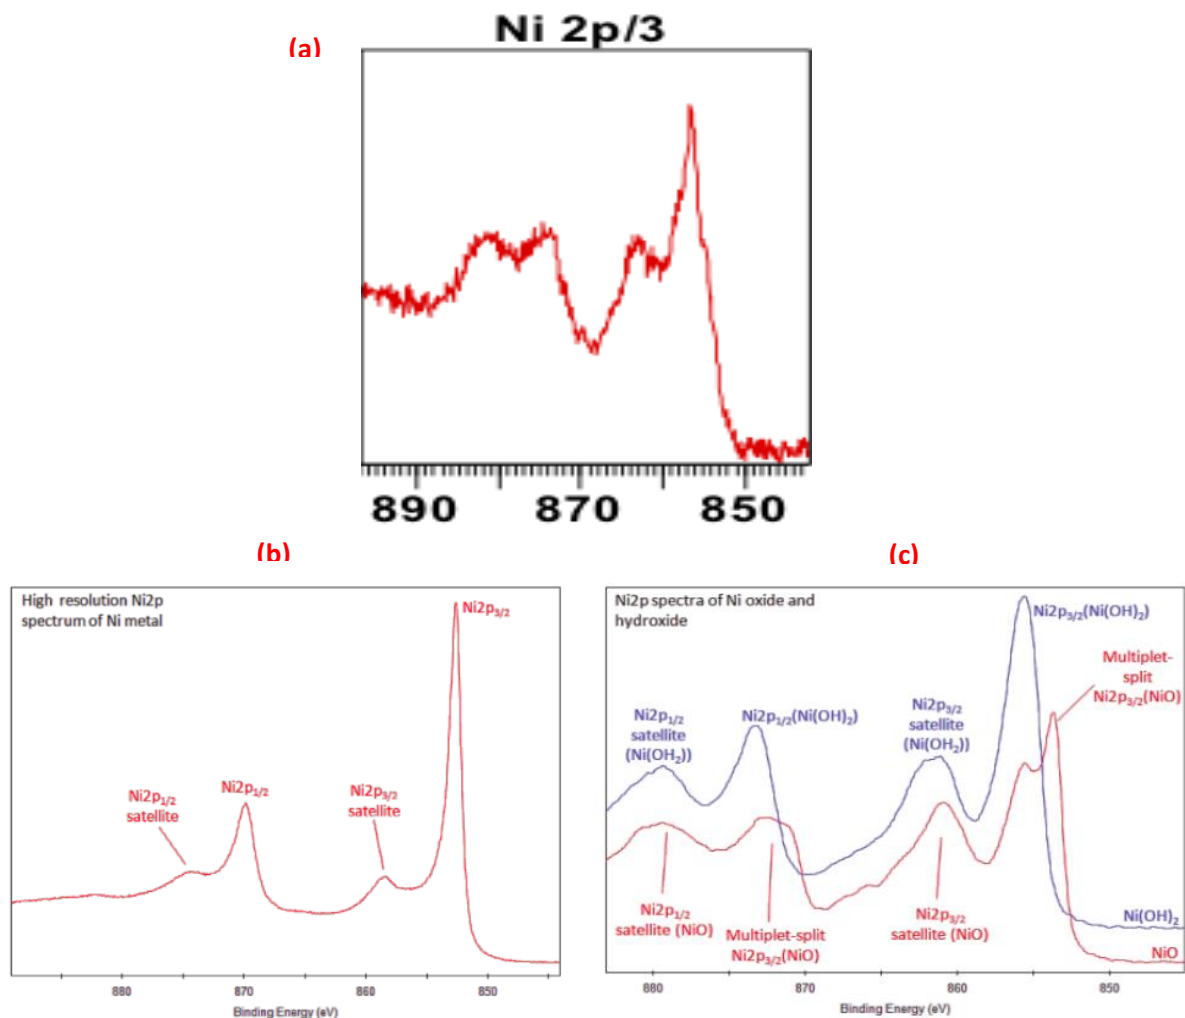 (a)
Ni 2p/3
890
870
850
(b)
High resolution Ni2p
spectrum of Ni metal
Ni2p3/2
Ni2p1/2
satellite
Ni2p1/2
Ni2p3/2
satellite
880
870
860
850
Binding Energy (eV)
(c)
Ni2p spectra of Ni oxide and
hydroxide
Ni2p3/2(Ni(OH)2)
Multiplet-
split
Ni2p3/2(NiO)
Ni2p1/2
satellite
(Ni(OH2))
Ni2p1/2(Ni(OH)2)
Ni2p3/2
satellite
(Ni(OH2))
Ni2p1/2
satellite (NiO)
Multiplet-split
Ni2p3/2(NiO)
Ni2p3/2
satellite (NiO)
Ni(OH)2
NiO
880
870
860
850
Binding Energy (eV)